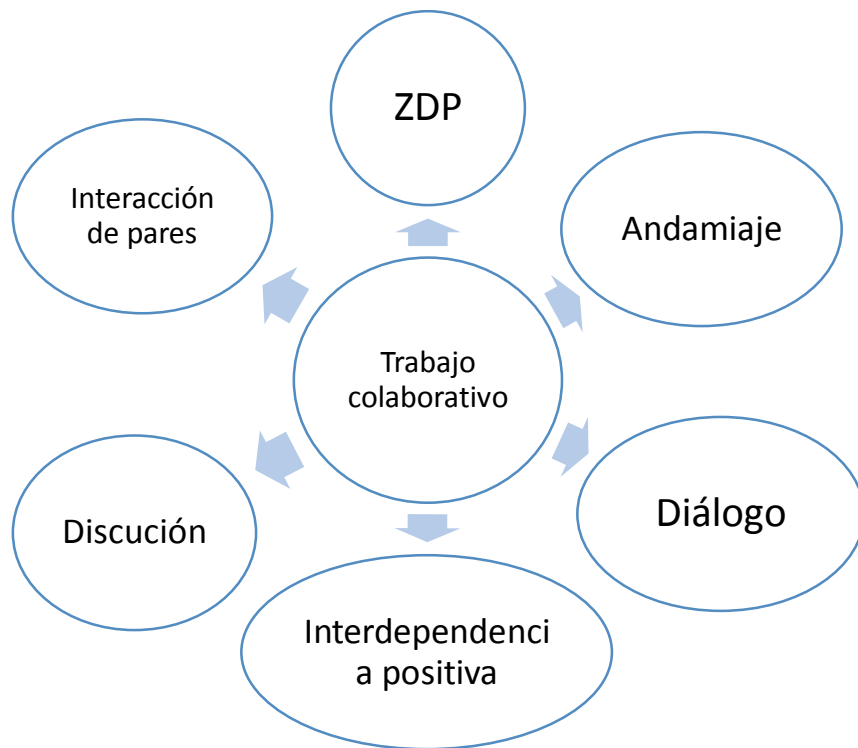 ZDP
Interacción
de pares
Andamiaje
Trabajo
colaborativo
Discución
Diálogo
Interdependenci
a positiva